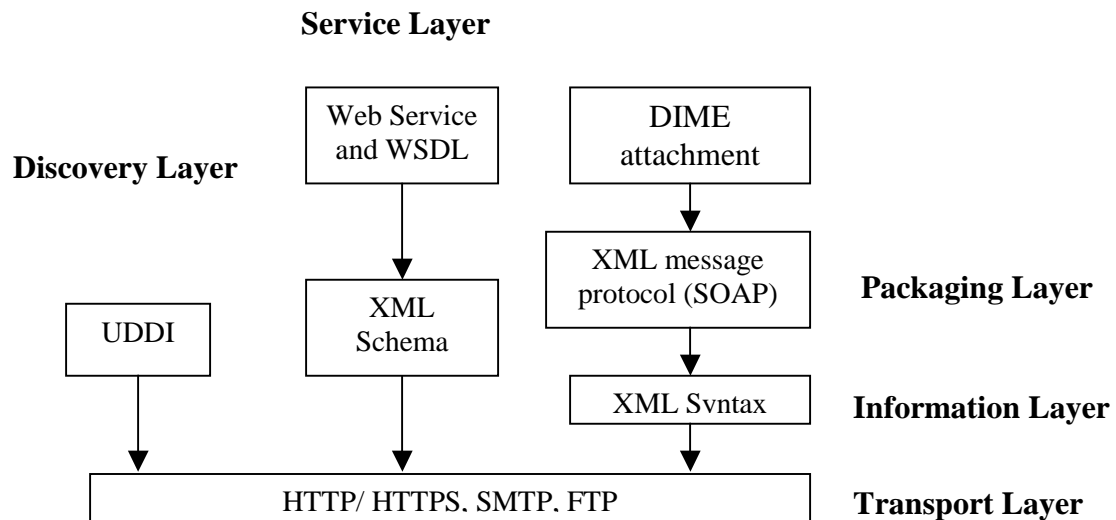 Service Layer
Web Service
and WSDL
DIME
attachment
Discovery Layer
XML message
protocol (SOAP)
Packaging Layer
UDDI
XML
Schema
XML Syntax
Information Layer
HTTP/ HTTPS, SMTP, FTP
Transport Layer